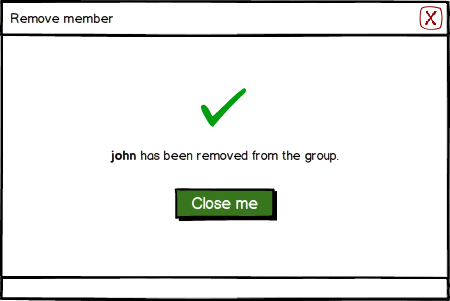 Remove member
john has been removed from the group.
Close me